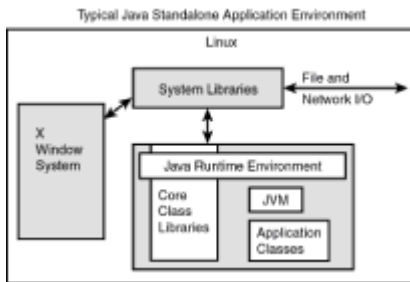 Typical Java Standalone Application Environment
Linux
System Libraries
File and
Network I/O
X
Window
System
Java Runtime Environment
Core
Class
Libraries
JVM
Application
Classes